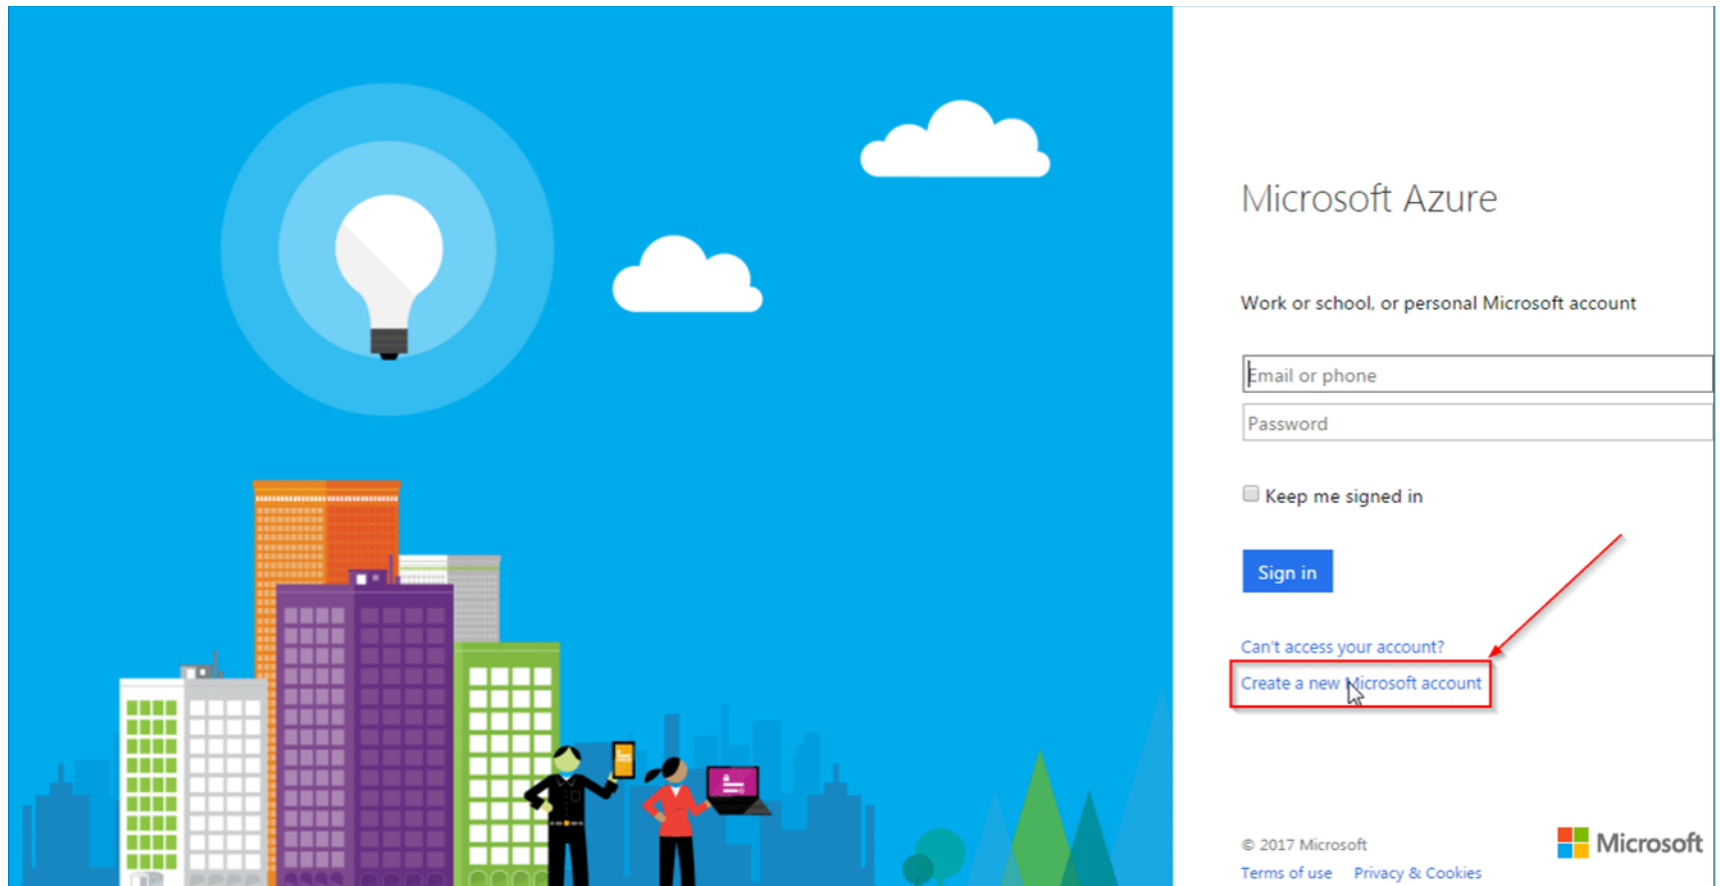 Microsoft Azure
Work or school, or personal Microsoft account
Email or phone
Password
Keep me signed in
Sign in
Can't access your account?
Create a new Microsoft account
© 2017 Microsoft
Microsoft
Terms of use Privacy & Cookies